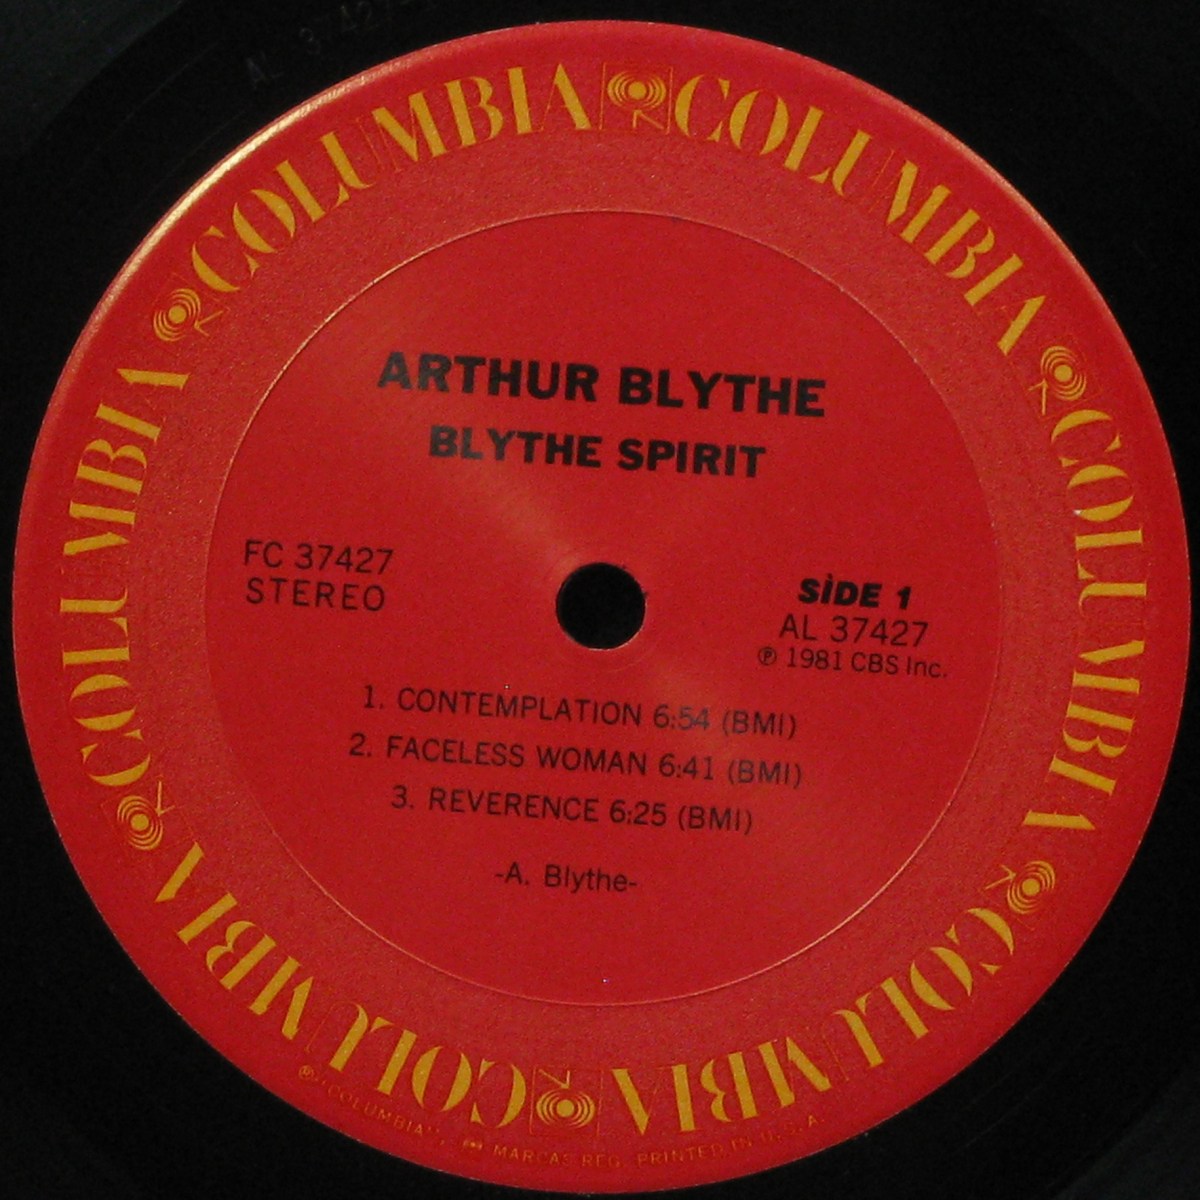 COLUMBIA COLUMBIA COLUMBIA COLUMBIA COLUMBIA COLUMBIA COLUMBIA
ARTHUR BLYTHE
BLYTHE SPIRIT
FC 37427
STEREO
SIDE 1
AL 37427
℗ 1981 CBS Inc.
1. CONTEMPLATION 6:54 (BMI)
2. FACELESS WOMAN 6:41 (BMI)
3. REVERENCE 6:25 (BMI)
-A. Blythe-
℗ "COLUMBIA", MARCAS REG. PRINTED IN U.S.A.